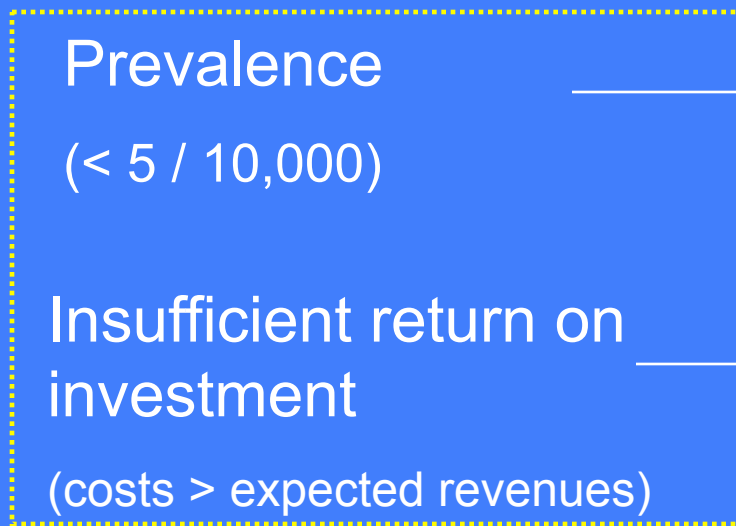 Prevalence
(< 5 / 10,000)
Insufficient return on
investment
(costs > expected revenues)